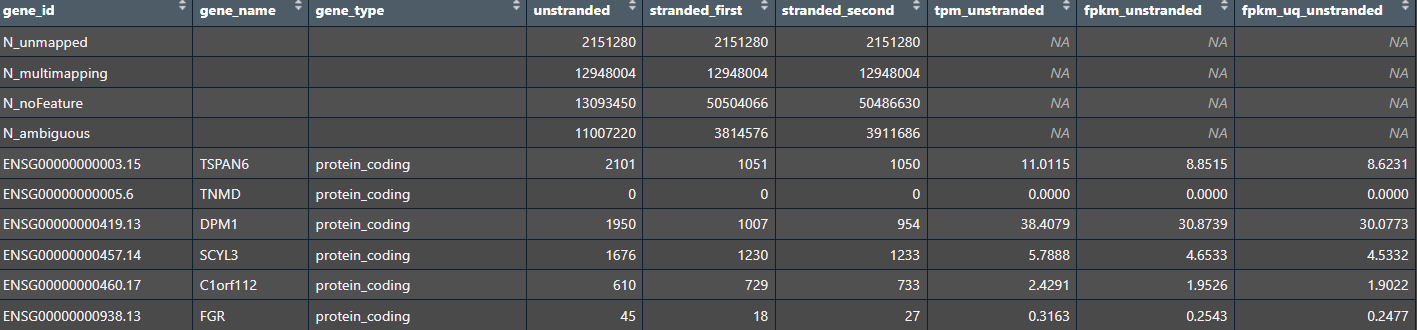 gene_id gene_name gene_type unstranded stranded_first stranded_second tpm_unstranded fpkm_unstranded fpkm_uq_unstranded
N_unmapped 2151280 2151280 2151280 NA NA NA
N_multimapping 12948004 12948004 12948004 NA NA NA
N_noFeature 13093450 50504066 50486630 NA NA NA
N_ambiguous 11007220 3814576 3911686 NA NA NA
ENSG00000000003.15 TSPAN6 protein_coding 2101 1051 1050 11.0115 8.8515 8.6231
ENSG00000000005.6 TNMD protein_coding 0 0 0 0.0000 0.0000 0.0000
ENSG00000000419.13 DPM1 protein_coding 1950 1007 954 38.4079 30.8739 30.0773
ENSG00000000457.14 SCYL3 protein_coding 1676 1230 1233 5.7888 4.6533 4.5332
ENSG00000000460.17 C1orf112 protein_coding 610 729 733 2.4291 1.9526 1.9022
ENSG00000000938.13 FGR protein_coding 45 18 27 0.3163 0.2543 0.2477